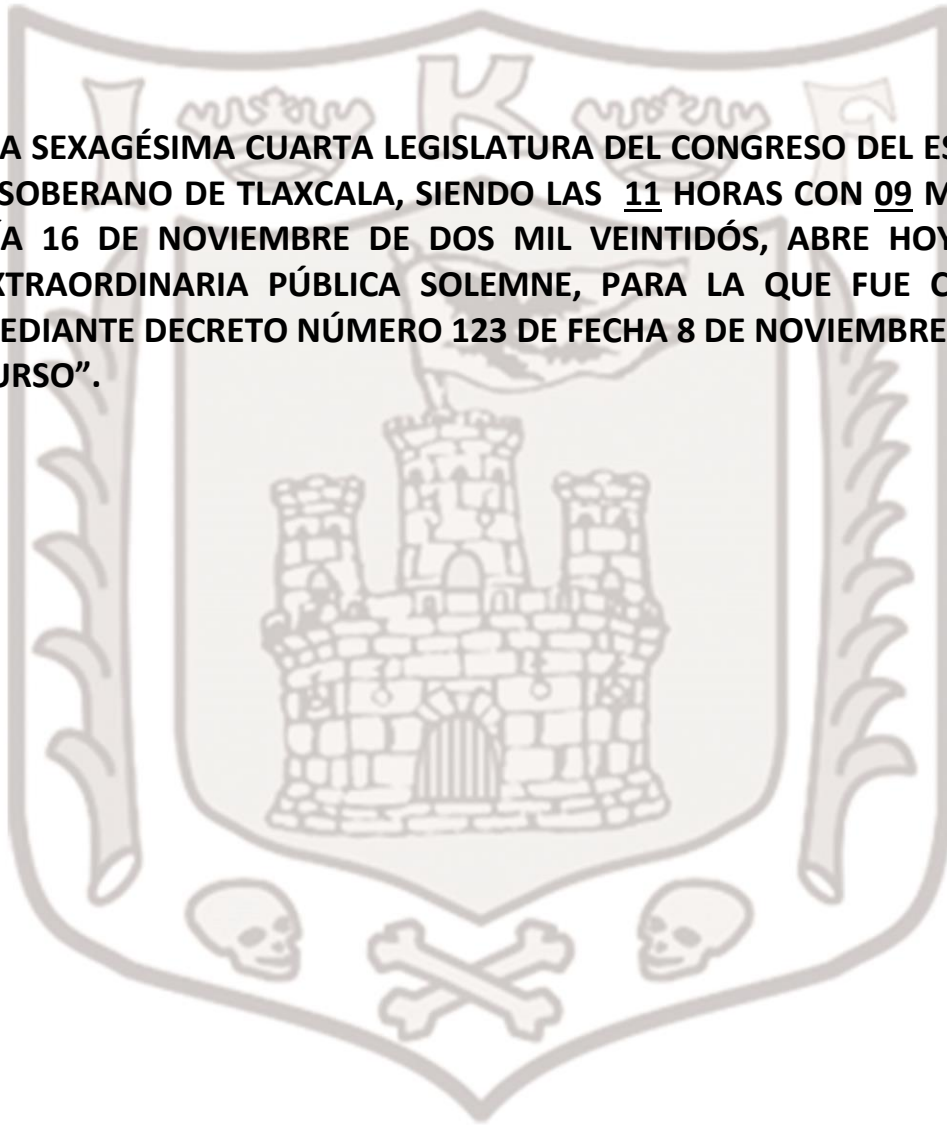 I K F
A SEXAGÉSIMA CUARTA LEGISLATURA DEL CONGRESO DEL ES
SOBERANO DE TLAXCALA, SIENDO LAS 11 HORAS CON 09 M
ÍA 16 DE NOVIEMBRE DE DOS MIL VEINTIDÓS, ABRE HOY
XTRAORDINARIA PÚBLICA SOLEMNE, PARA LA QUE FUE C
EDIANTE DECRETO NÚMERO 123 DE FECHA 8 DE NOVIEMBRE
URSO”.